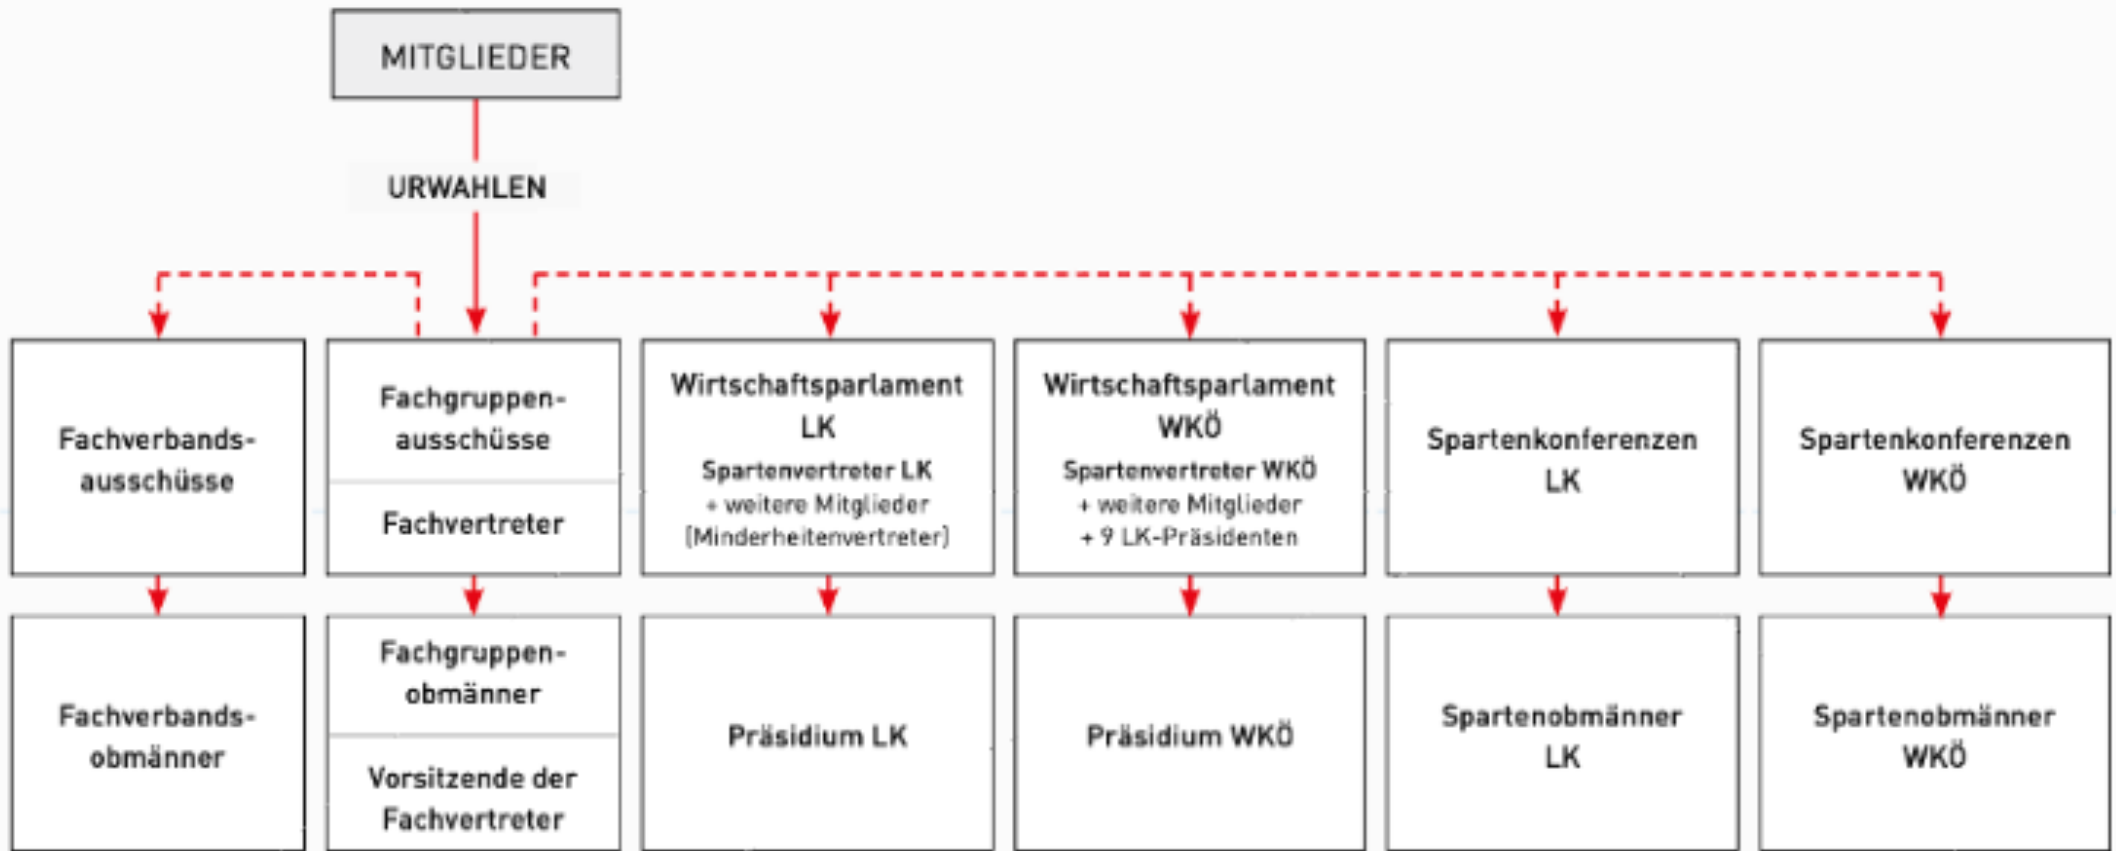 MITGLIEDER
URWAHLEN
Fachverbands-
ausschüsse
Fachgruppen-
ausschüsse
Fachvertreter
Wirtschaftsparlament
LK
Spartenvertreter LK
+ weitere Mitglieder
(Minderheitenvertreter)
Wirtschaftsparlament
WKÖ
Spartenvertreter WKÖ
+ weitere Mitglieder
+ 9 LK-Präsidenten
Spartenkonferenzen
LK
Spartenkonferenzen
WKÖ
Fachverbands-
obmänner
Fachgruppen-
obmänner
Vorsitzende der
Fachvertreter
Präsidium LK
Präsidium WKÖ
Spartenobmänner
LK
Spartenobmänner
WKÖ